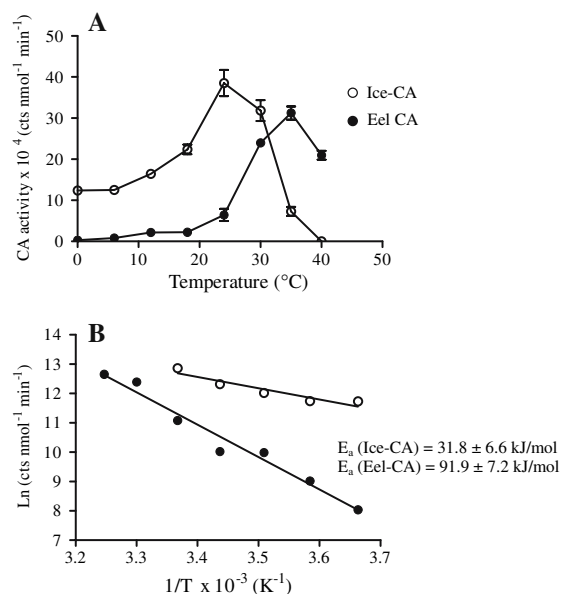 A
CA activity x 10⁻⁴ (cts nmol⁻¹ min⁻¹)
50
40
30
20
10
0
0 10 20 30 40 50
Temperature (°C)
Ice-CA
Eel CA
B
Ln (cts nmol⁻¹ min⁻¹)
14
13
12
11
10
9
8
7
3.2 3.3 3.4 3.5 3.6 3.7
1/T x 10⁻³ (K⁻¹)
Eₐ (Ice-CA) = 31.8 ± 6.6 kJ/mol
Eₐ (Eel-CA) = 91.9 ± 7.2 kJ/mol